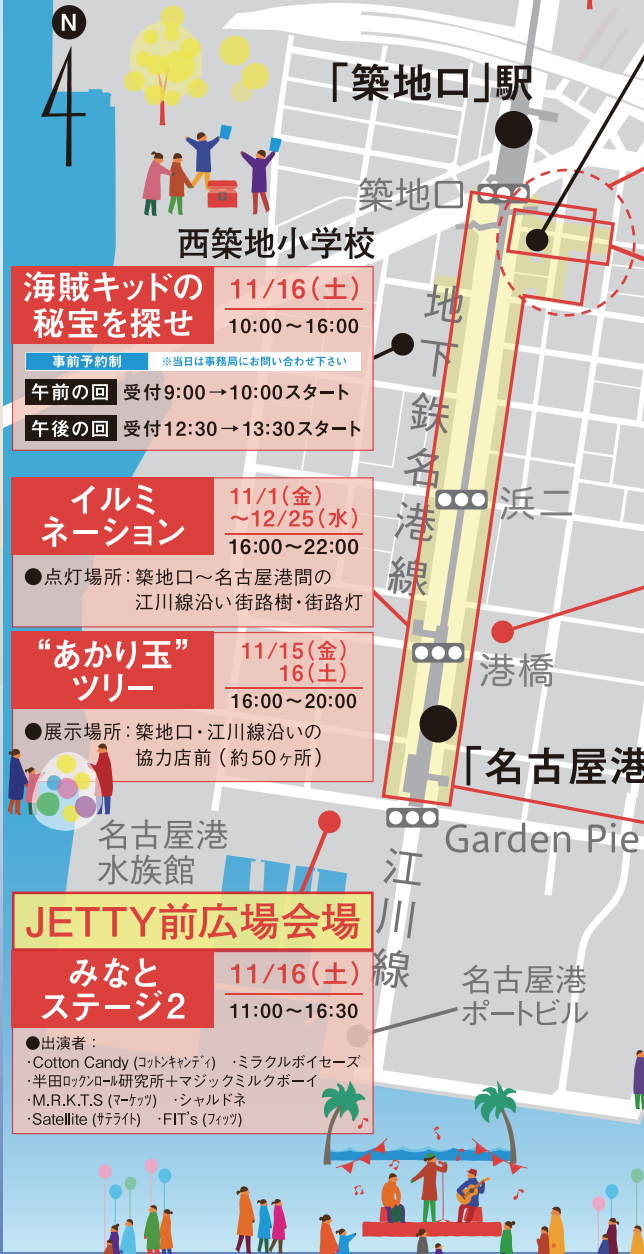 N
「築地口」駅
築地口
西築地小学校
海賊キッドの
秘宝を探せ
11/16(土)
10:00〜16:00
事前予約制 ※当日は事務局にお問い合わせ下さい
午前の回 受付9:00→10:00スタート
午後の回 受付12:30→13:30スタート
地下鉄名港線
浜二
イルミ
ネーション
11/1(金)
〜12/25(水)
16:00〜22:00
●点灯場所:築地口〜名古屋港間の
江川線沿い街路樹・街路灯
“あかり玉”
ツリー
11/15(金)
16(土)
16:00〜20:00
●展示場所:築地口・江川線沿いの
協力店前(約50ヶ所)
港橋
「名古屋港
名古屋港
水族館
Garden Pie
江川線
JETTY前広場会場
みなと
ステージ2
11/16(土)
11:00〜16:30
●出演者:
・Cotton Candy (コットンキャンディ) ・ミラクルボイセーズ
・半田ロックンロール研究所+マジックミルクボーイ
・M.R.K.T.S (マーケッツ) ・シャルドネ
・Satellite (サテライト) ・FIT's (フィッツ)
名古屋港
ポートビル